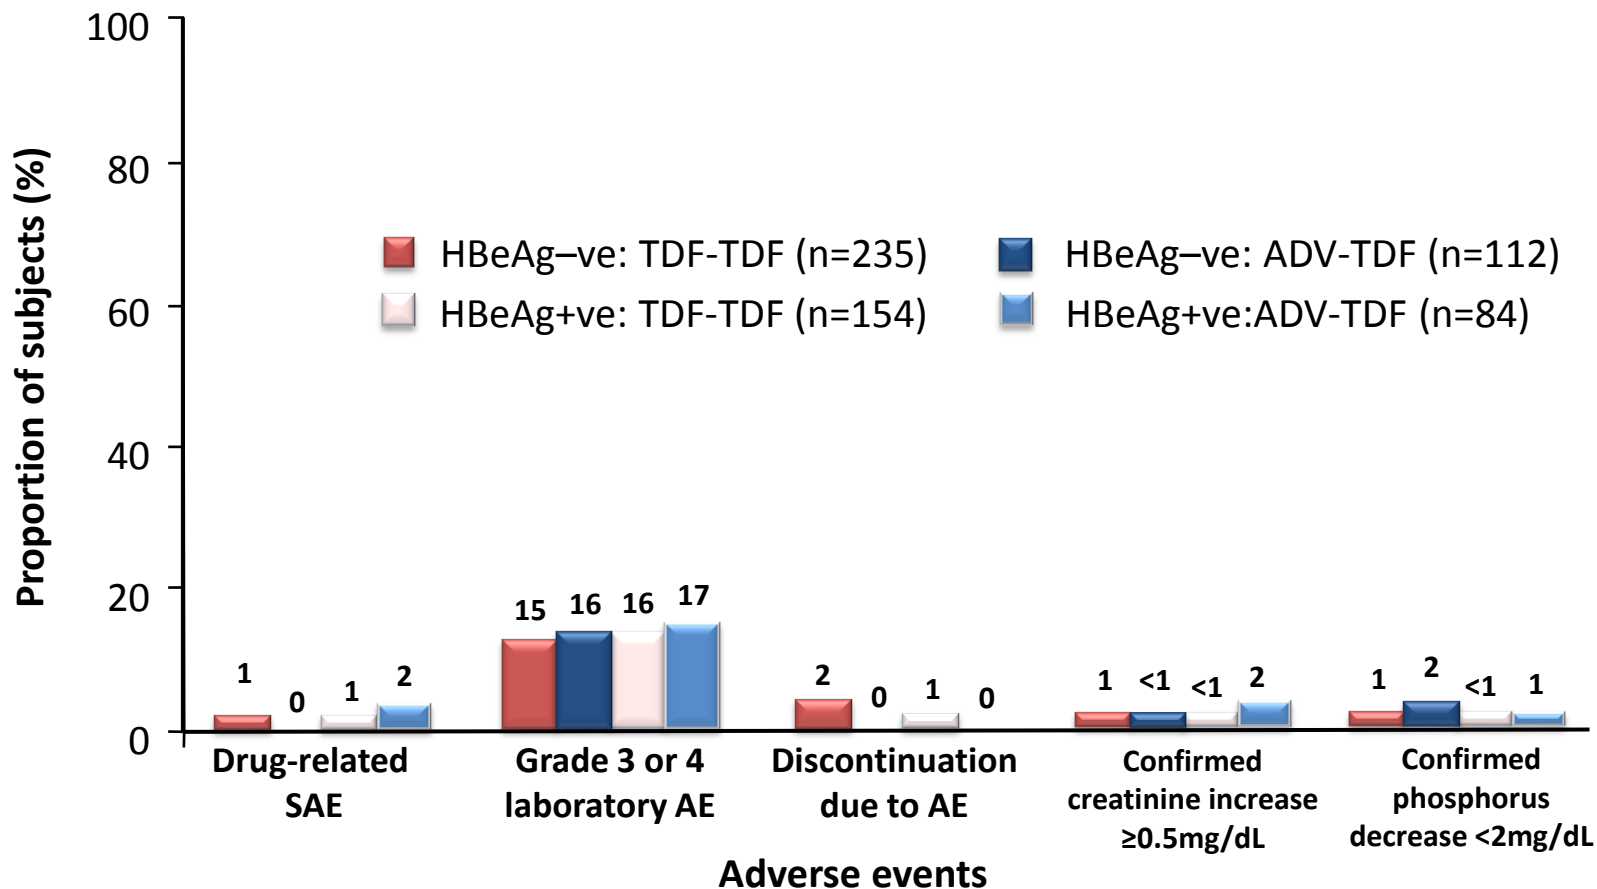 100
80
60
40
20
0
Proportion of subjects (%)
HBeAg–ve: TDF-TDF (n=235)
HBeAg–ve: ADV-TDF (n=112)
HBeAg+ve: TDF-TDF (n=154)
HBeAg+ve:ADV-TDF (n=84)
1
0
1
2
15
16
16
17
2
0
1
0
1
<1
<1
2
1
2
<1
1
Drug-related
SAE
Grade 3 or 4
laboratory AE
Discontinuation
due to AE
Confirmed
creatinine increase
≥0.5mg/dL
Confirmed
phosphorus
decrease <2mg/dL
Adverse events